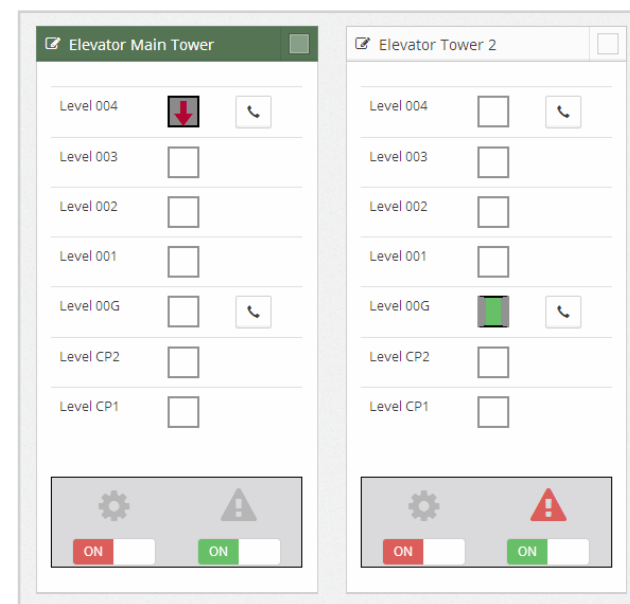 Elevator Main Tower
Level 004
Level 003
Level 002
Level 001
Level 00G
Level CP2
Level CP1
ON
ON
Elevator Tower 2
Level 004
Level 003
Level 002
Level 001
Level 00G
Level CP2
Level CP1
ON
ON